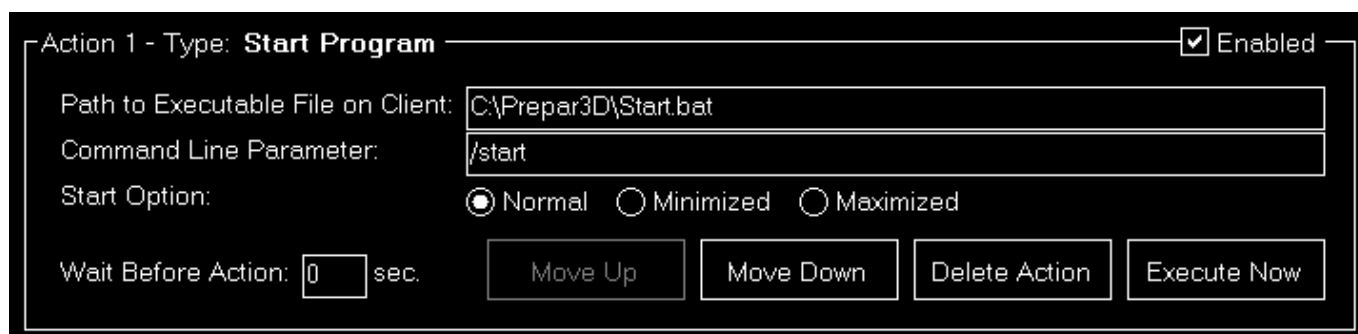 Action 1 - Type: Start Program Enabled
Path to Executable File on Client: C:\Prepar3D\Start.bat
Command Line Parameter: /start
Start Option: Normal Minimized Maximized
Wait Before Action: 0 sec. Move Up Move Down Delete Action Execute Now